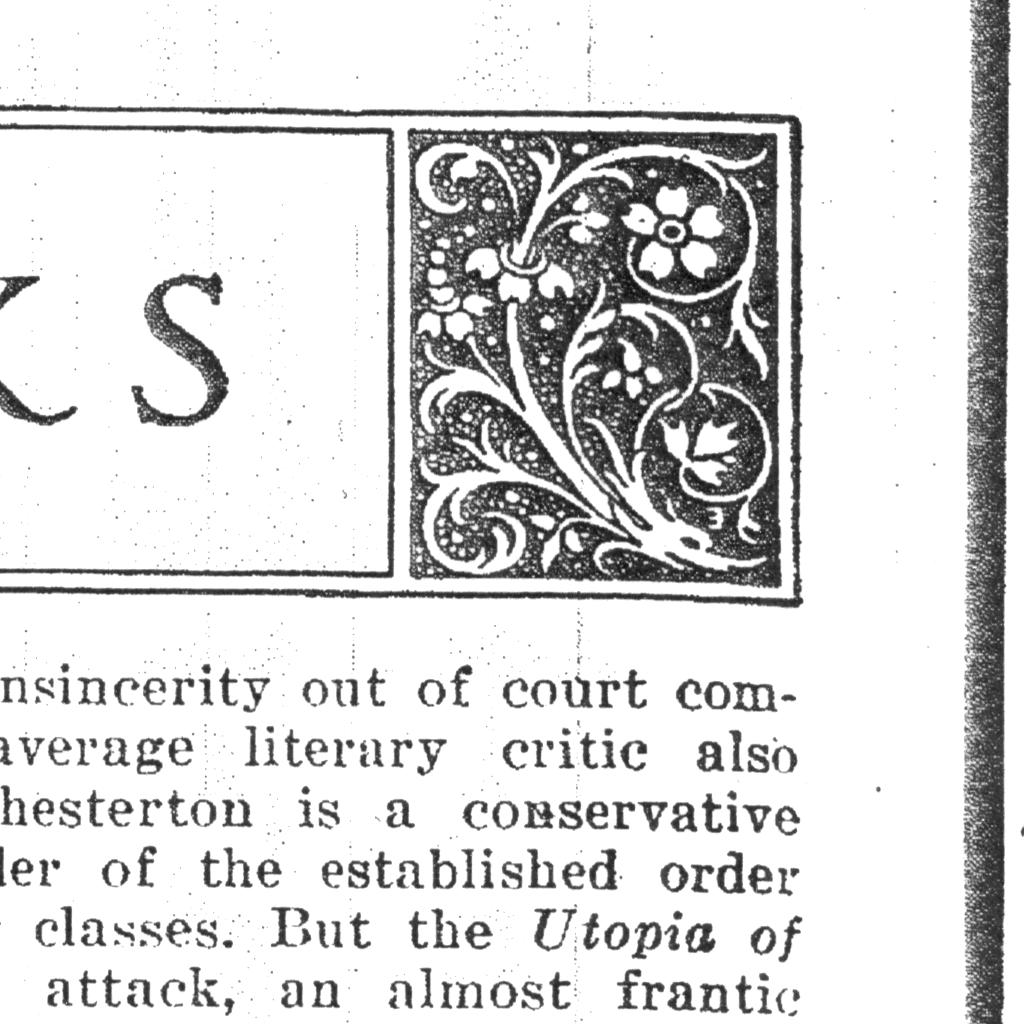 KS
nsincerity out of court com-
average literary critic also
hesterton is a conservative
der of the established order
classes. But the Utopia of
attack, an almost frantic